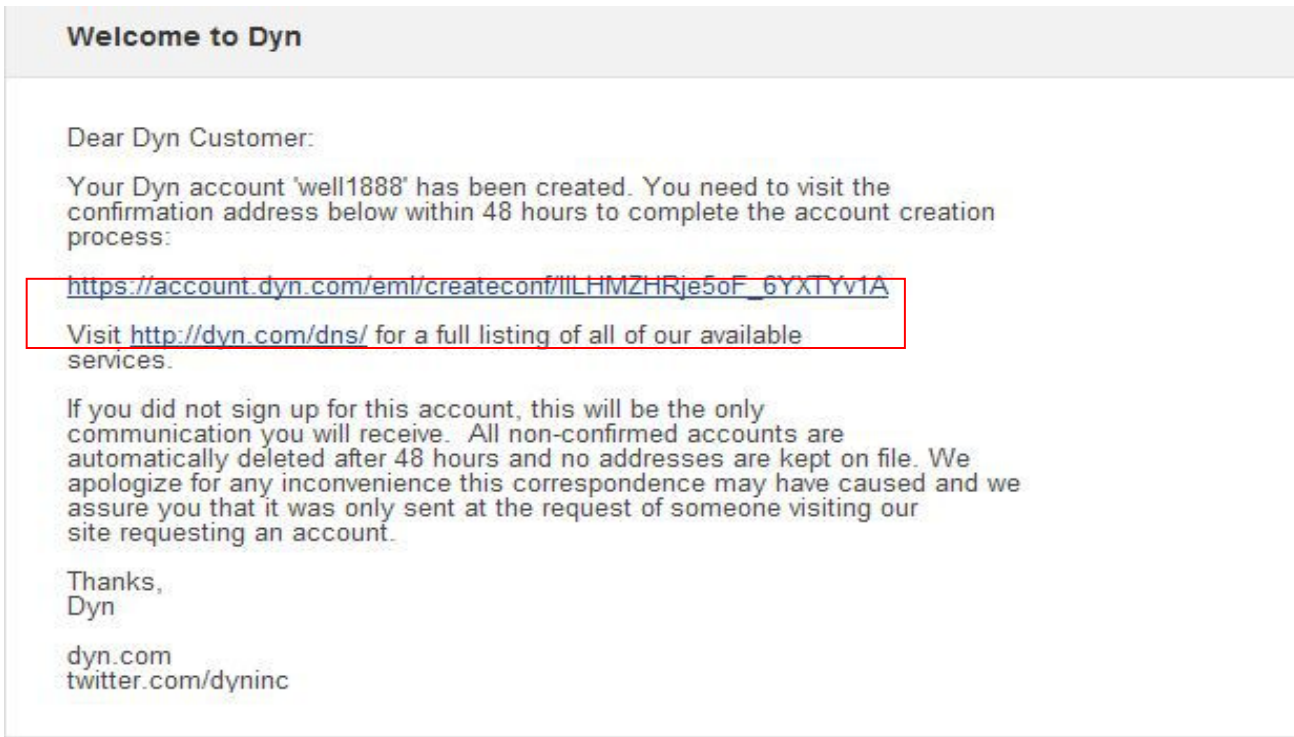 Welcome to Dyn
Dear Dyn Customer:
Your Dyn account 'well1888' has been created. You need to visit the
confirmation address below within 48 hours to complete the account creation
process:
https://account.dyn.com/eml/createconf/IILHMZHRje5oF_6YXTYv1A
Visit http://dyn.com/dns/ for a full listing of all of our available
services.
If you did not sign up for this account, this will be the only
communication you will receive.  All non-confirmed accounts are
automatically deleted after 48 hours and no addresses are kept on file. We
apologize for any inconvenience this correspondence may have caused and we
assure you that it was only sent at the request of someone visiting our
site requesting an account.
Thanks,
Dyn
dyn.com
twitter.com/dyninc